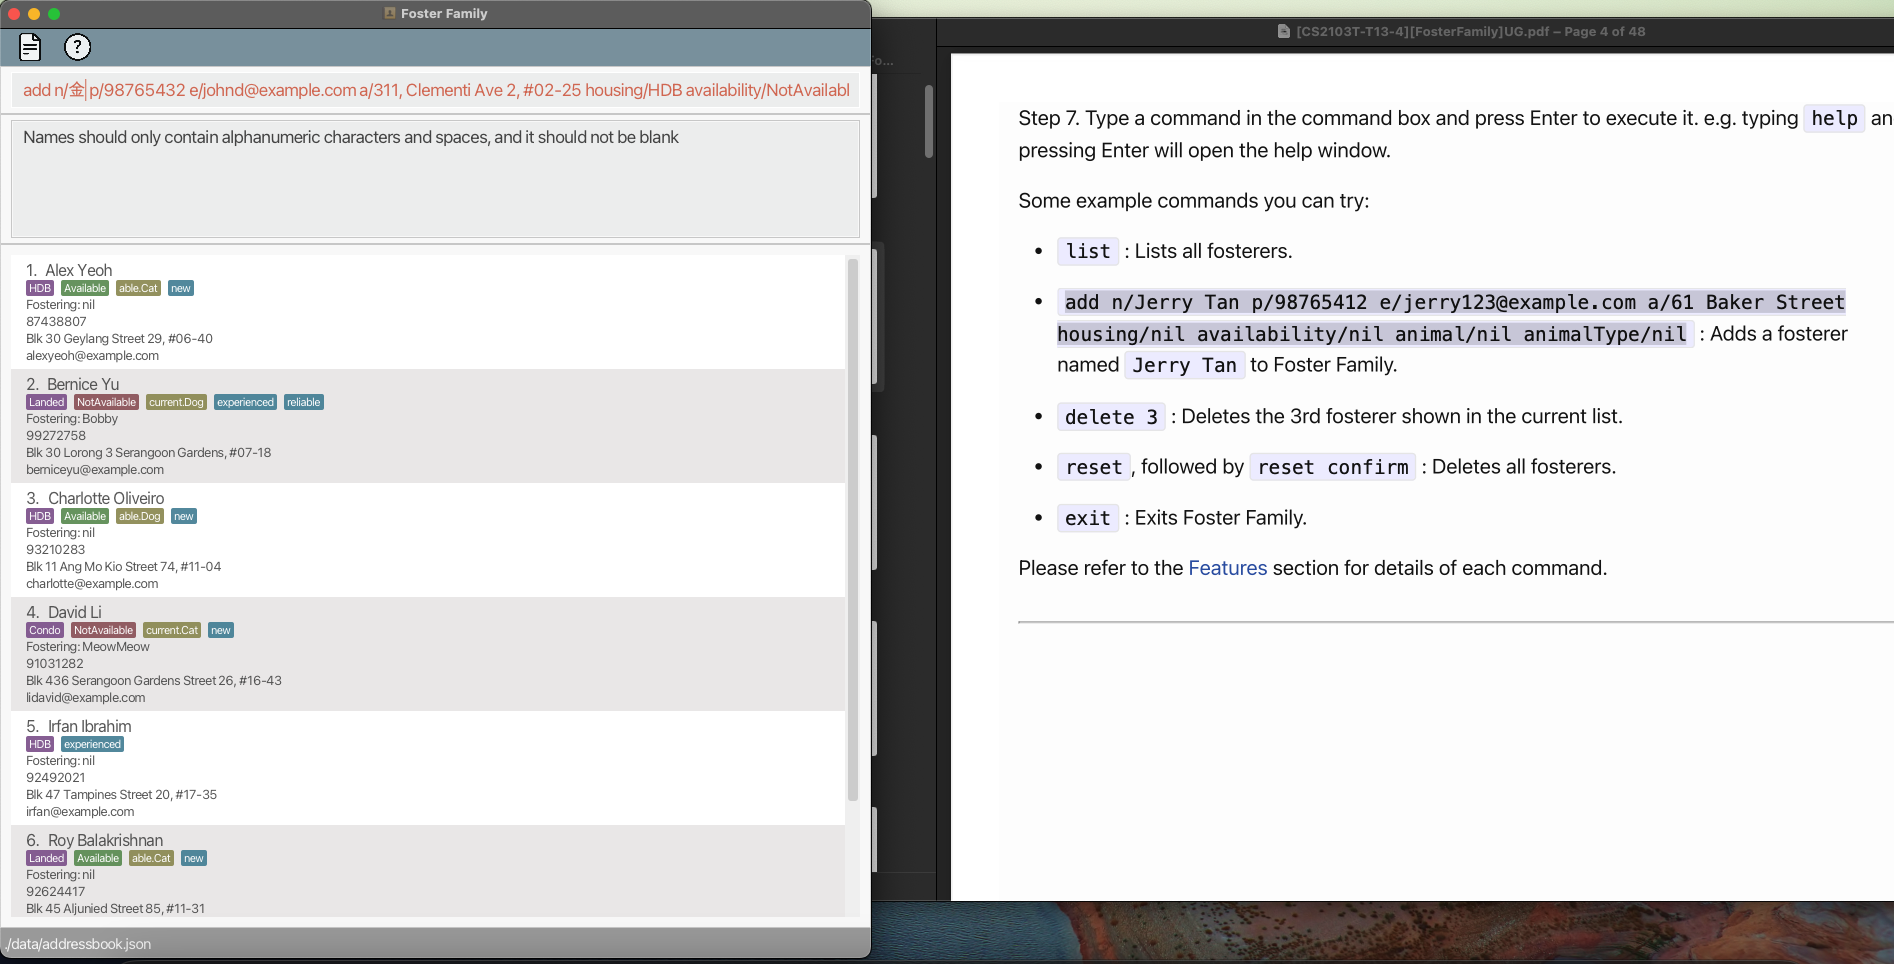 Foster Family
?
add n/金 p/98765432 e/johnd@example.com a/311, Clementi Ave 2, #02-25 housing/HDB availability/NotAvailabl
Names should only contain alphanumeric characters and spaces, and it should not be blank
1. Alex Yeoh
HDB Available able.Cat new
Fostering: nil
87438807
Blk 30 Geylang Street 29, #06-40
alexyeoh@example.com
2. Bernice Yu
Landed NotAvailable current.Dog experienced reliable
Fostering: Bobby
99272758
Blk 30 Lorong 3 Serangoon Gardens, #07-18
berniceyu@example.com
3. Charlotte Oliveiro
HDB Available able.Dog new
Fostering: nil
93210283
Blk 11 Ang Mo Kio Street 74, #11-04
charlotte@example.com
4. David Li
Condo NotAvailable current.Cat new
Fostering: MeowMeow
91031282
Blk 436 Serangoon Gardens Street 26, #16-43
lidavid@example.com
5. Irfan Ibrahim
HDB experienced
Fostering: nil
92492021
Blk 47 Tampines Street 20, #17-35
irfan@example.com
6. Roy Balakrishnan
Landed Available able.Cat new
Fostering: nil
92624417
Blk 45 Aljunied Street 85, #11-31
./data/addressbook.json
Fo...
[CS2103T-T13-4][FosterFamily]UG.pdf – Page 4 of 48
Step 7. Type a command in the command box and press Enter to execute it. e.g. typing help an
pressing Enter will open the help window.
Some example commands you can try:
• list : Lists all fosterers.
• add n/Jerry Tan p/98765412 e/jerry123@example.com a/61 Baker Street
housing/nil availability/nil animal/nil animalType/nil : Adds a fosterer
named Jerry Tan to Foster Family.
• delete 3 : Deletes the 3rd fosterer shown in the current list.
• reset, followed by reset confirm : Deletes all fosterers.
• exit : Exits Foster Family.
Please refer to the Features section for details of each command.